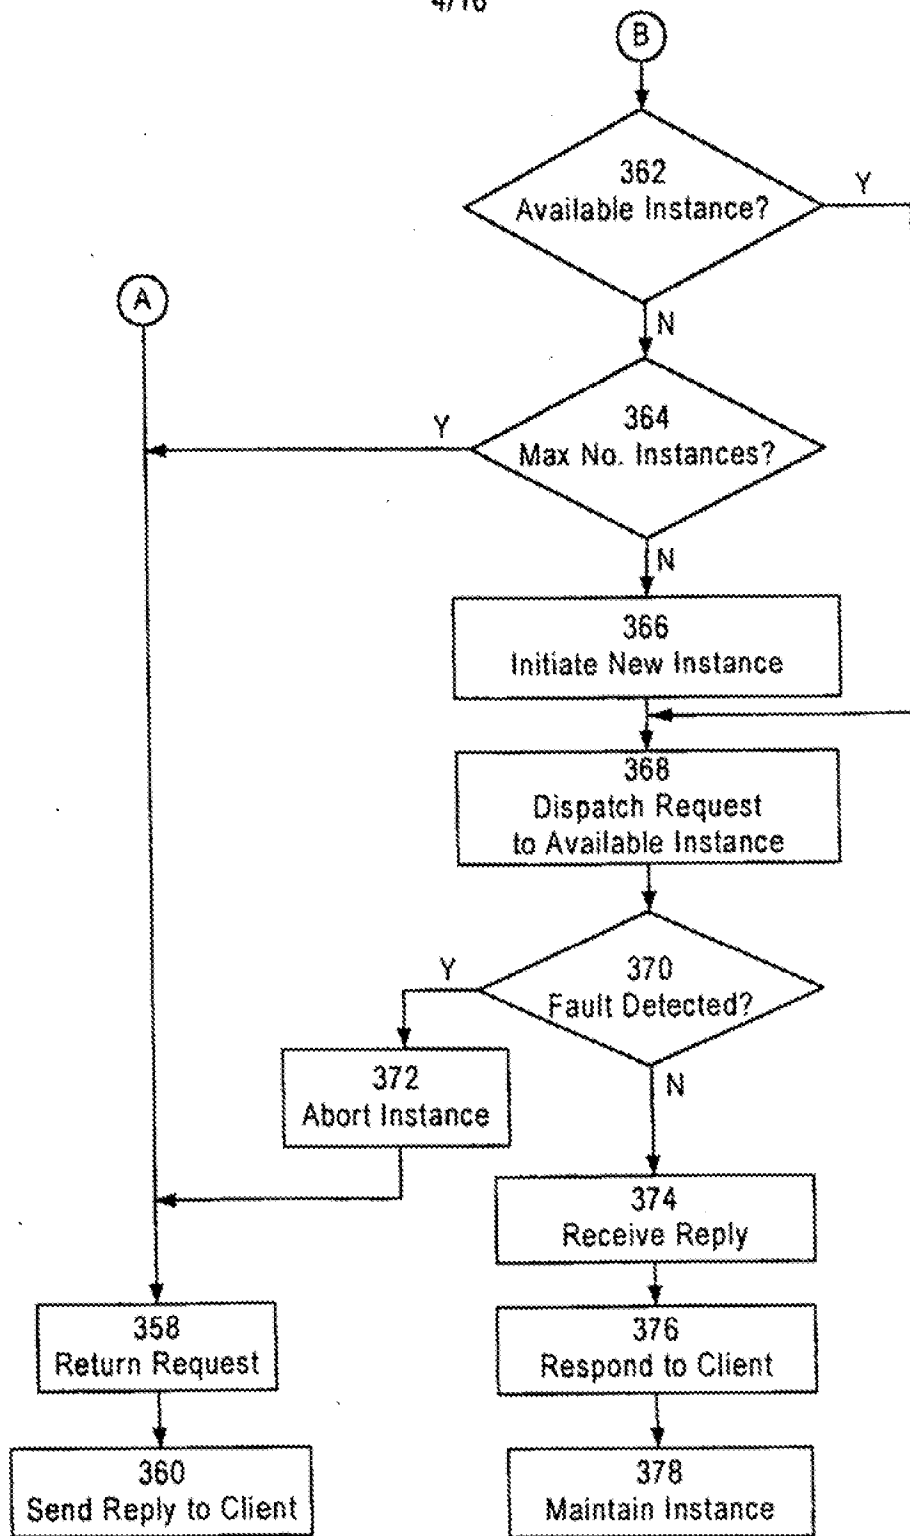 4/16
B
362
Available Instance?
Y
N
A
364
Max No. Instances?
Y
N
366
Initiate New Instance
368
Dispatch Request
to Available Instance
370
Fault Detected?
Y
N
372
Abort Instance
374
Receive Reply
358
Return Request
376
Respond to Client
360
Send Reply to Client
378
Maintain Instance